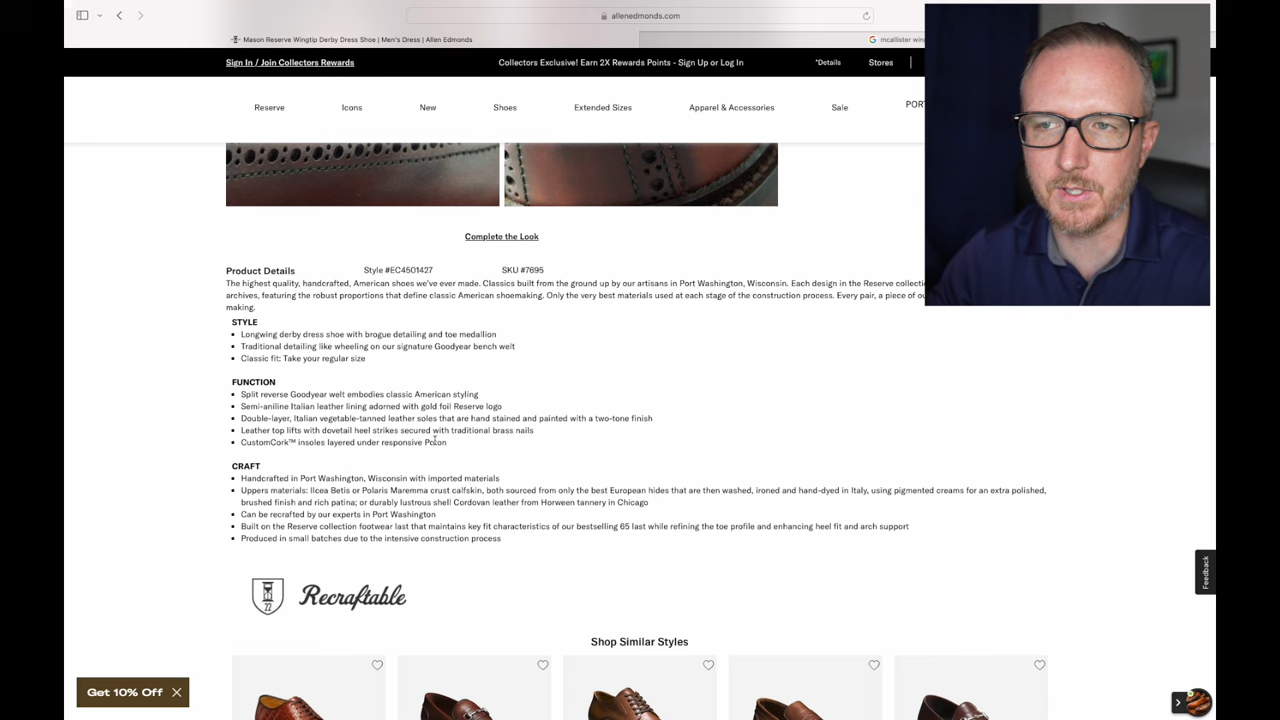 allenedmonds.com
Mason Reserve Wingtip Derby Dress Shoe | Men's Dress | Allen Edmonds
mcallister wing
Sign In / Join Collectors Rewards
Collectors Exclusive! Earn 2X Rewards Points - Sign Up or Log In
*Details
Stores
Reserve
Icons
New
Shoes
Extended Sizes
Apparel & Accessories
Sale
Complete the Look
Product Details
Style #EC4501427
SKU #7695
The highest quality, handcrafted, American shoes we've ever made. Classics built from the ground up by our artisans in Port Washington, Wisconsin. Each design in the Reserve
archives, featuring the robust proportions that define classic American shoemaking. Only the very best materials used at each stage of the construction process. Every pair, a piece of
making.
STYLE
▪ Longwing derby dress shoe with brogue detailing and toe medallion
▪ Traditional detailing like wheeling on our signature Goodyear bench welt
▪ Classic fit: Take your regular size
FUNCTION
▪ Split reverse Goodyear welt embodies classic American styling
▪ Semi-aniline Italian leather lining adorned with gold foil Reserve logo
▪ Double-layer, Italian vegetable-tanned leather soles that are hand stained and painted with a two-tone finish
▪ Leather top lifts with dovetail heel strikes secured with traditional brass nails
▪ CustomCork™ insoles layered under responsive Poron
CRAFT
▪ Handcrafted in Port Washington, Wisconsin with imported materials
▪ Uppers materials: Ilcea Betis or Polaris Maremma crust calfskin, both sourced from only the best European hides that are then washed, ironed and hand-dyed in Italy, using pigmented creams for an extra polished,
brushed finish and rich patina; or durably lustrous shell Cordovan leather from Horween tannery in Chicago
▪ Can be recrafted by our experts in Port Washington
▪ Built on the Reserve collection footwear last that maintains key fit characteristics of our bestselling 65 last while refining the toe profile and enhancing heel fit and arch support
▪ Produced in small batches due to the intensive construction process
22
Recraftable
Shop Similar Styles
Feedback
Get 10% Off